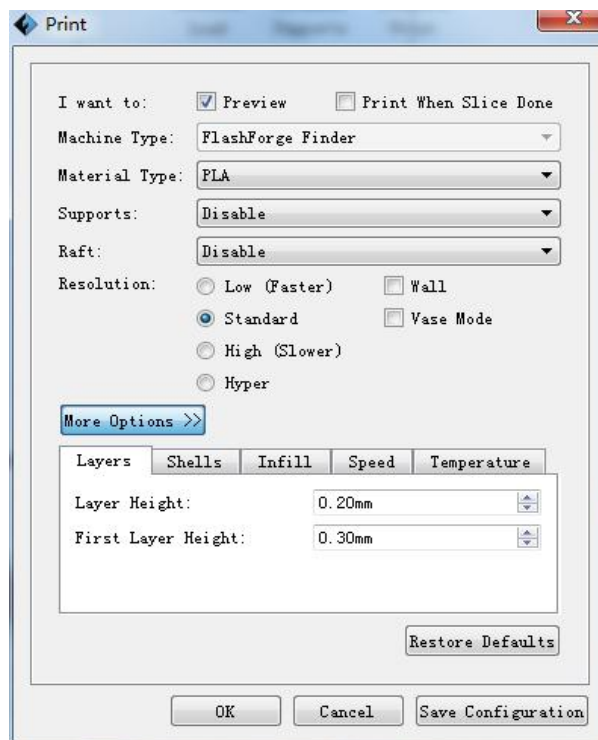 Print
I want to: Preview Print When Slice Done
Machine Type: FlashForge Finder
Material Type: PLA
Supports: Disable
Raft: Disable
Resolution: Low (Faster) Wall
Standard Vase Mode
High (Slower)
Hyper
More Options >>
Layers Shells Infill Speed Temperature
Layer Height: 0.20mm
First Layer Height: 0.30mm
Restore Defaults
OK Cancel Save Configuration